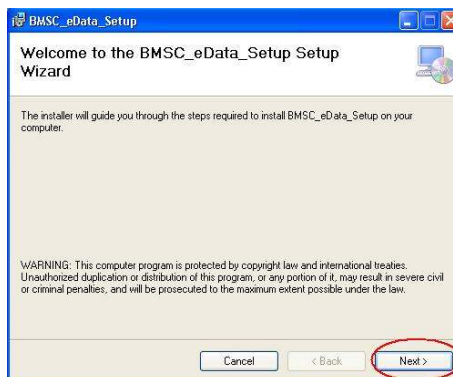 BMSC_eData_Setup
Welcome to the BMSC_eData_Setup Setup
Wizard
The installer will guide you through the steps required to install BMSC_eData_Setup on your
computer.
WARNING: This computer program is protected by copyright law and international treaties.
Unauthorized duplication or distribution of this program, or any portion of it, may result in severe civil
or criminal penalties, and will be prosecuted to the maximum extent possible under the law.
Cancel
< Back
Next >